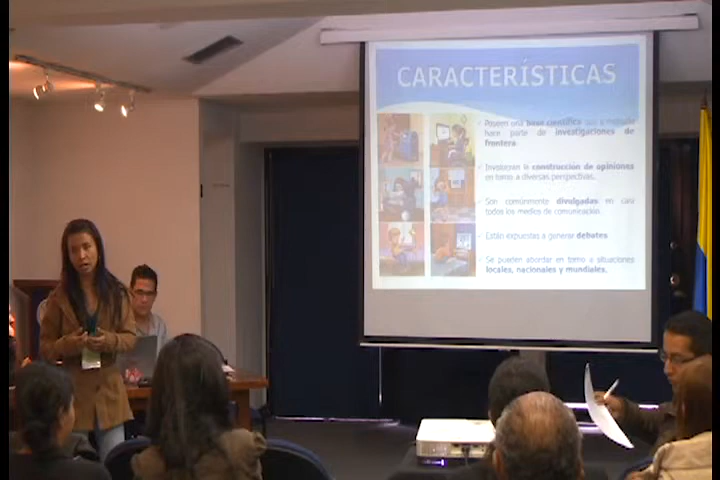 CARACTERÍSTICAS
Poseen una base científica que a menudo
hace parte de investigaciones de
frontera.
Involucran la construcción de opiniones
en torno a diversas perspectivas.
Son comúnmente divulgadas en casi
todos los medios de comunicación.
Están expuestas a generar debates
Se pueden abordar en torno a situaciones
locales, nacionales y mundiales.